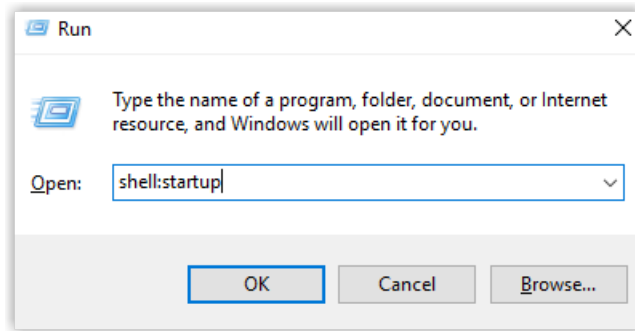 Run
Type the name of a program, folder, document, or Internet
resource, and Windows will open it for you.
Open: shell:startup
OK Cancel Browse...